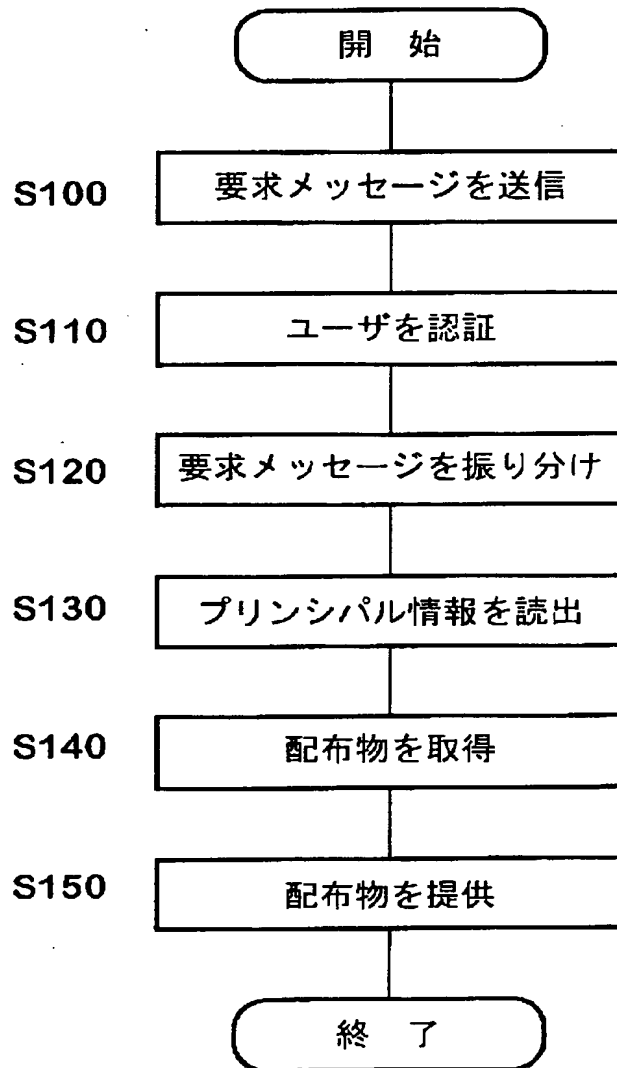 開 始
S100 要求メッセージを送信
S110 ユーザを認証
S120 要求メッセージを振り分け
S130 プリンシパル情報を読出
S140 配布物を取得
S150 配布物を提供
終 了